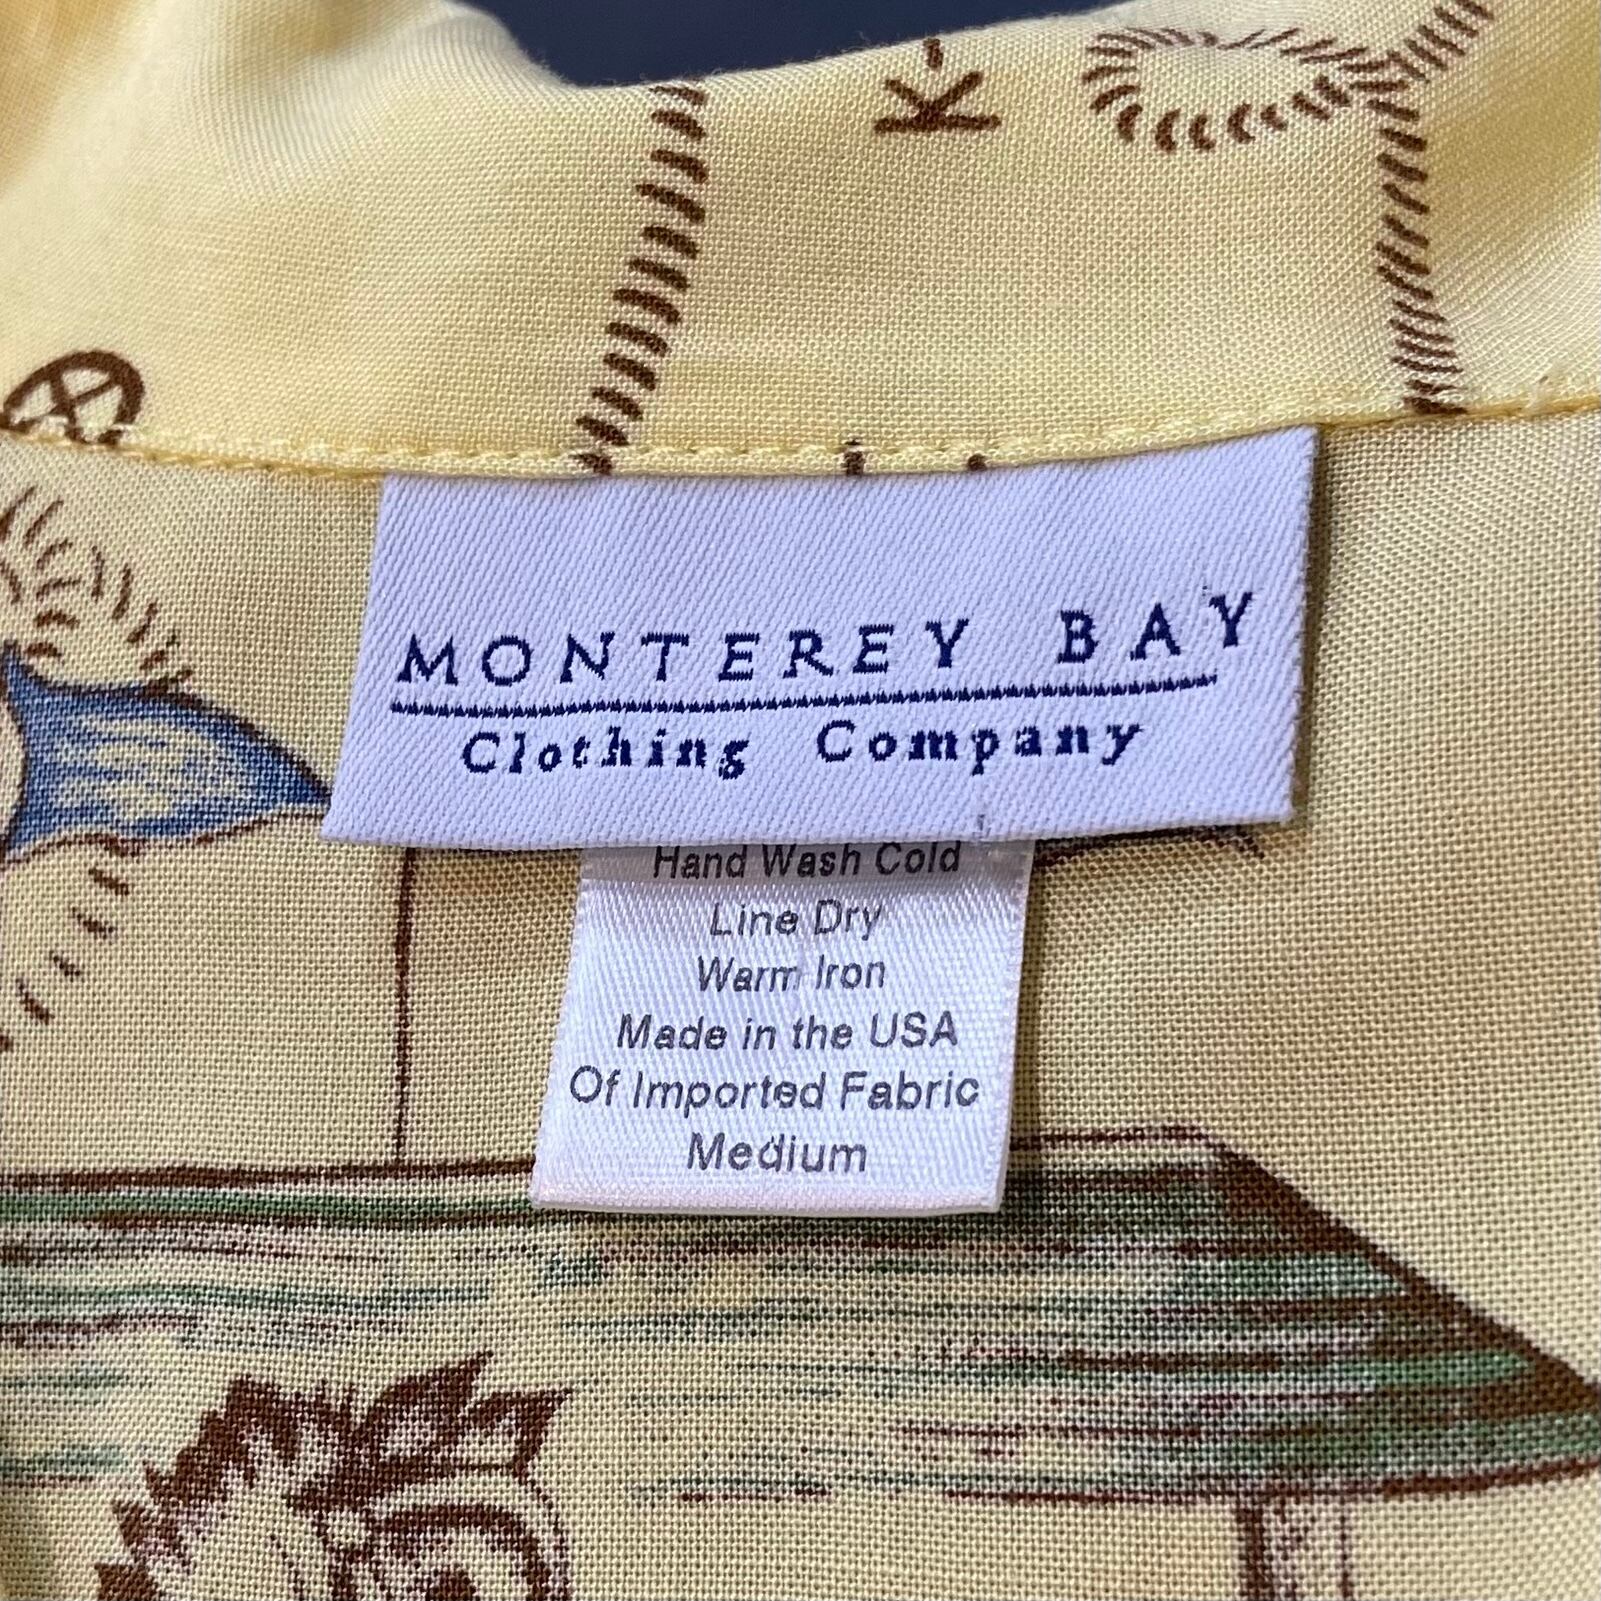 K-
MONTEREY BAY
Clothing Company
Hand Wash Cold
Line Dry
Warm Iron
Made in the USA
Of Imported Fabric
Medium